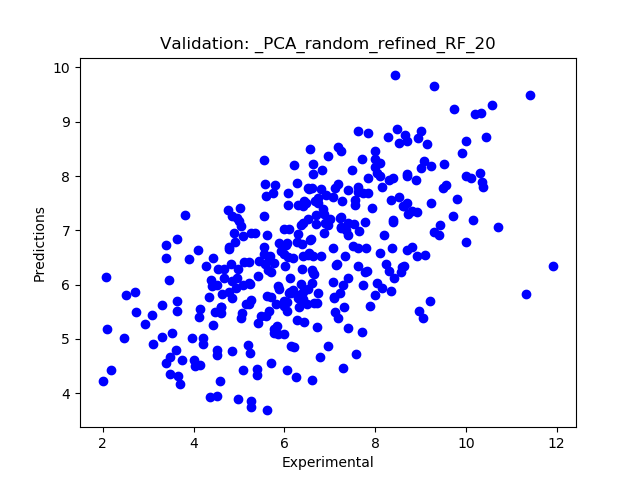 Validation: _PCA_random_refined_RF_20
10
9
8
7
6
5
4
Predictions
2 4 6 8 10 12
Experimental